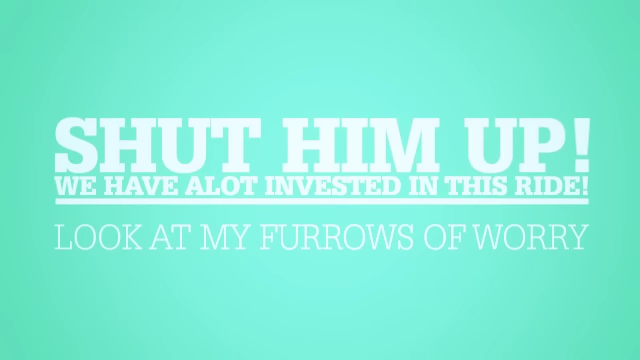 SHUT HIM UP!
WE HAVE ALOT INVESTED IN THIS RIDE!
LOOK AT MY FURROWS OF WORRY